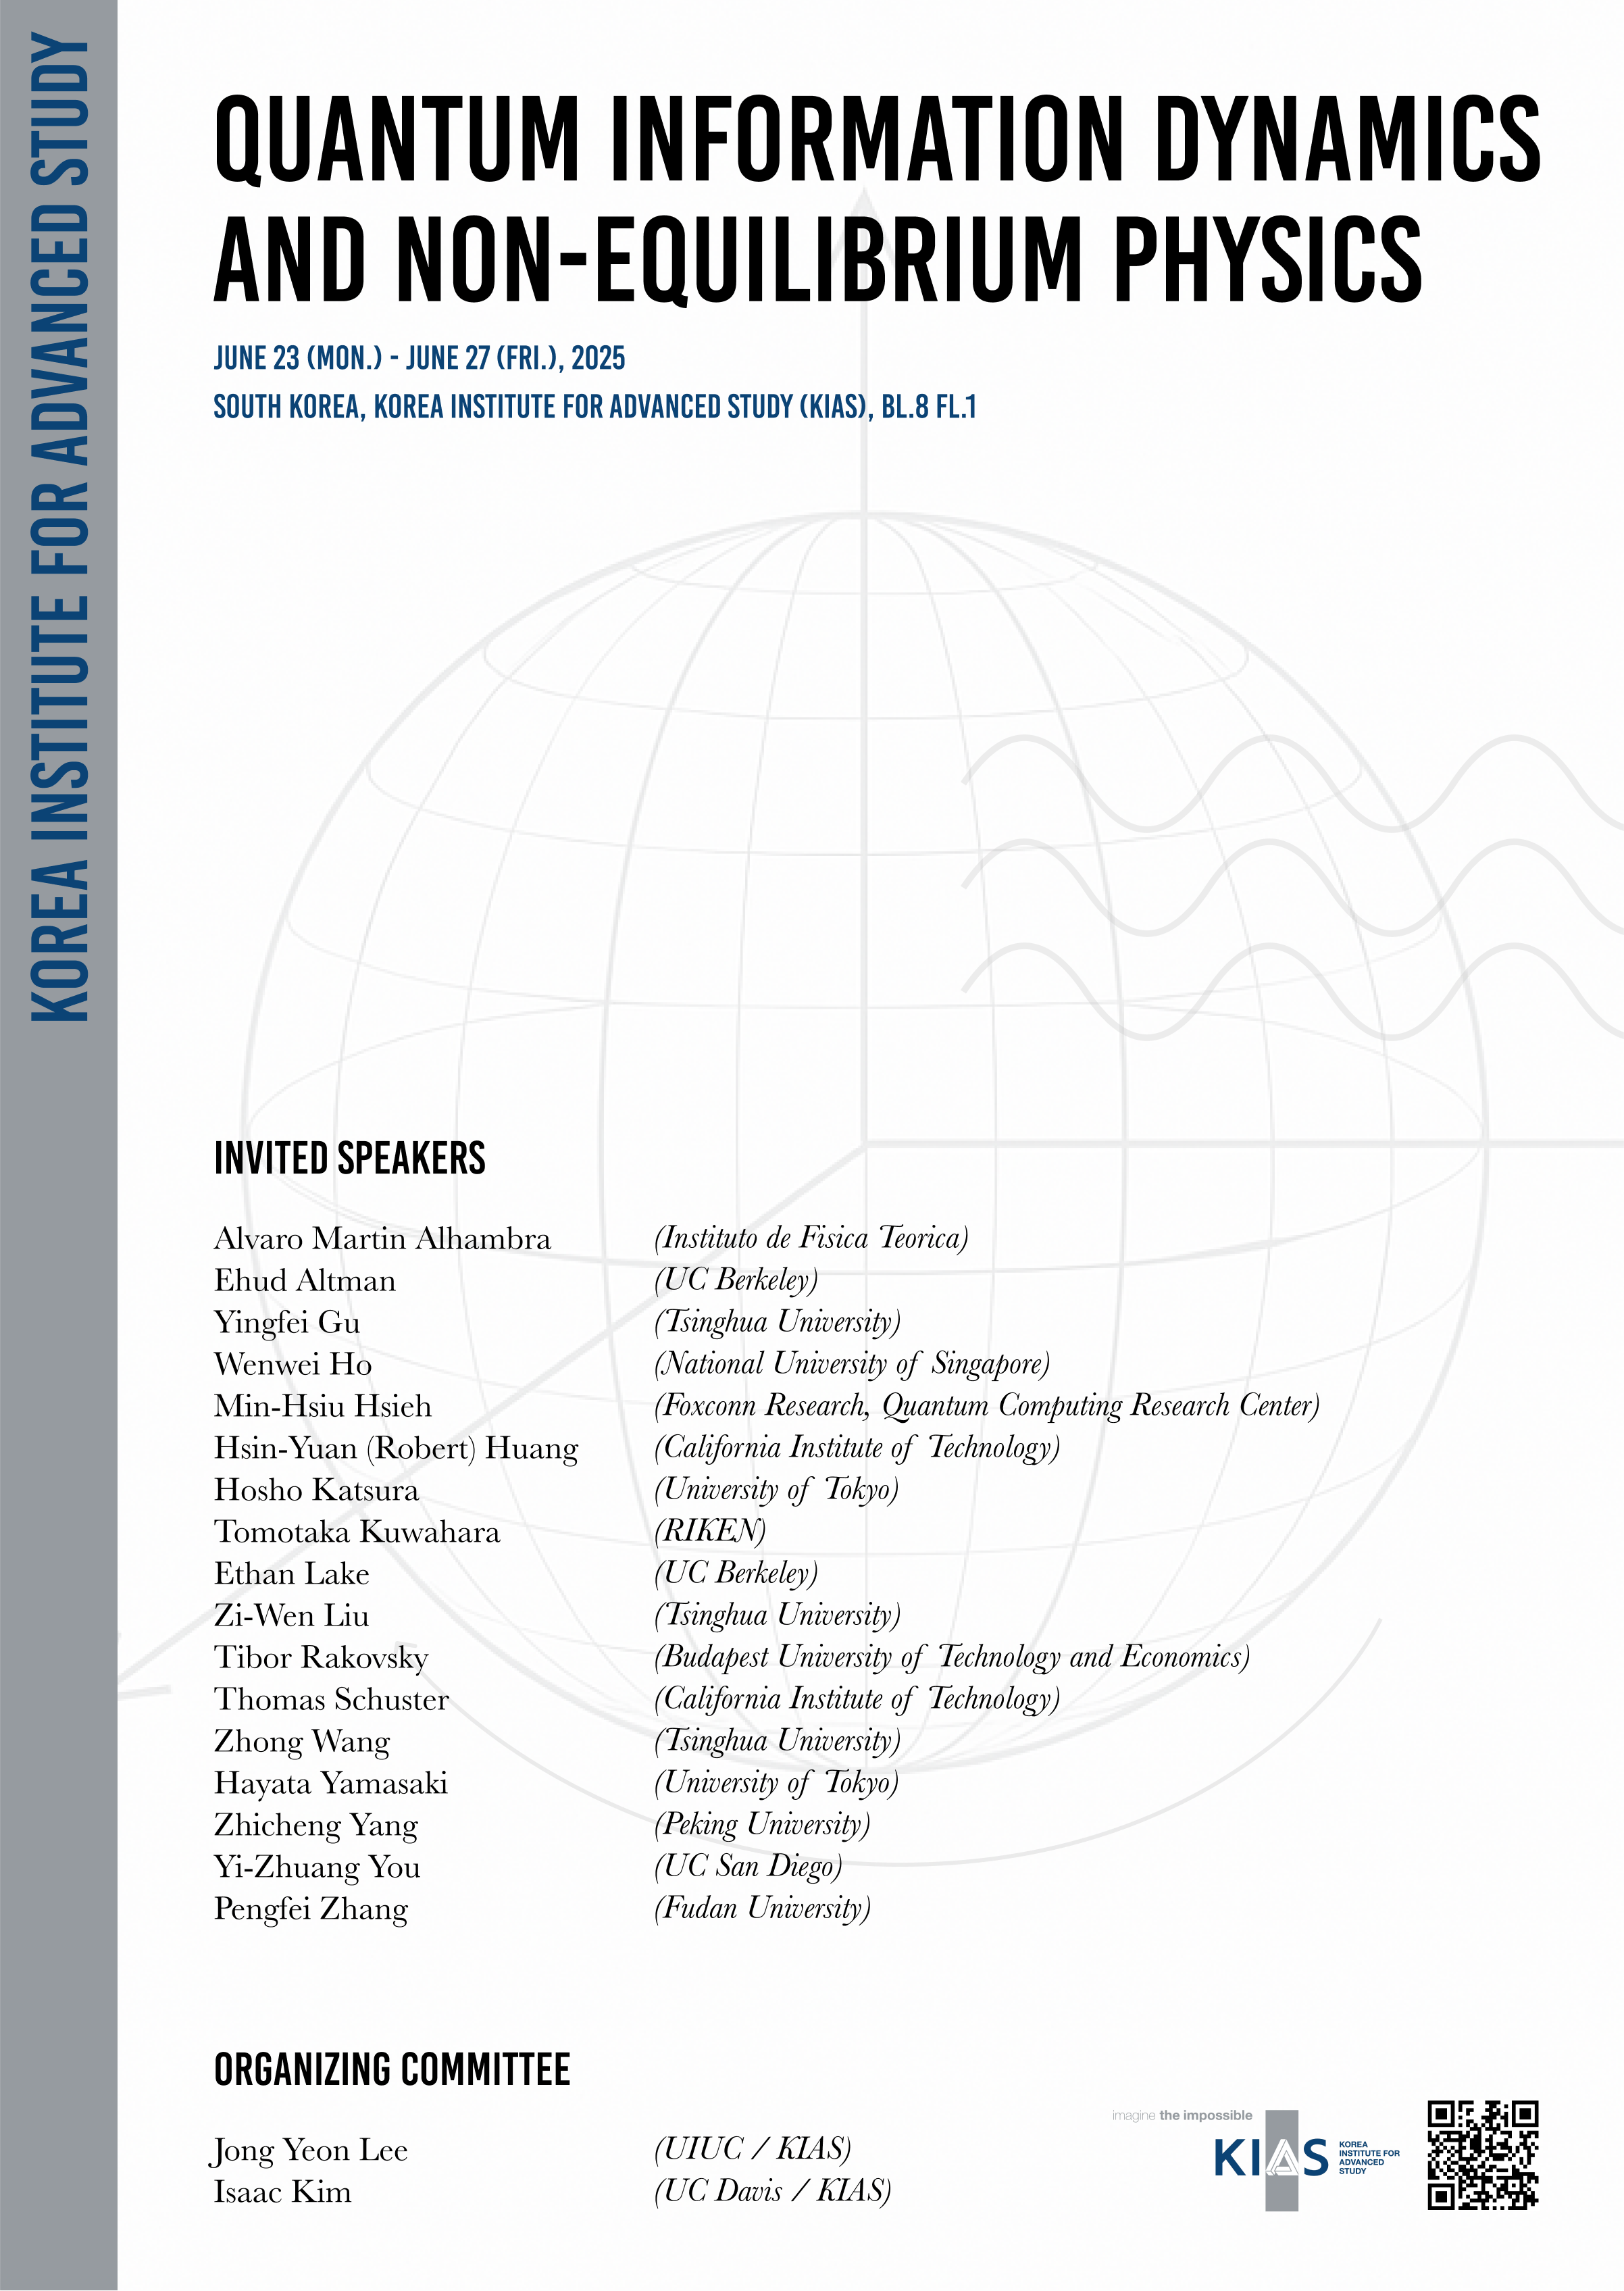 KOREA INSTITUTE FOR ADVANCED STUDY
QUANTUM INFORMATION DYNAMICS
AND NON-EQUILIBRIUM PHYSICS
JUNE 23 (MON.) - JUNE 27 (FRI.), 2025
SOUTH KOREA, KOREA INSTITUTE FOR ADVANCED STUDY (KIAS), BL.8 FL.1
INVITED SPEAKERS
Alvaro Martin Alhambra (Instituto de Fisica Teorica)
Ehud Altman (UC Berkeley)
Yingfei Gu (Tsinghua University)
Wenwei Ho (National University of Singapore)
Min-Hsiu Hsieh (Foxconn Research, Quantum Computing Research Center)
Hsin-Yuan (Robert) Huang (California Institute of Technology)
Hosho Katsura (University of Tokyo)
Tomotaka Kuwahara (RIKEN)
Ethan Lake (UC Berkeley)
Zi-Wen Liu (Tsinghua University)
Tibor Rakovsky (Budapest University of Technology and Economics)
Thomas Schuster (California Institute of Technology)
Zhong Wang (Tsinghua University)
Hayata Yamasaki (University of Tokyo)
Zhicheng Yang (Peking University)
Yi-Zhuang You (UC San Diego)
Pengfei Zhang (Fudan University)
ORGANIZING COMMITTEE
Jong Yeon Lee (UIUC / KIAS)
Isaac Kim (UC Davis / KIAS)
imagine the impossible
KIAS
KOREA
INSTITUTE FOR
ADVANCED
STUDY